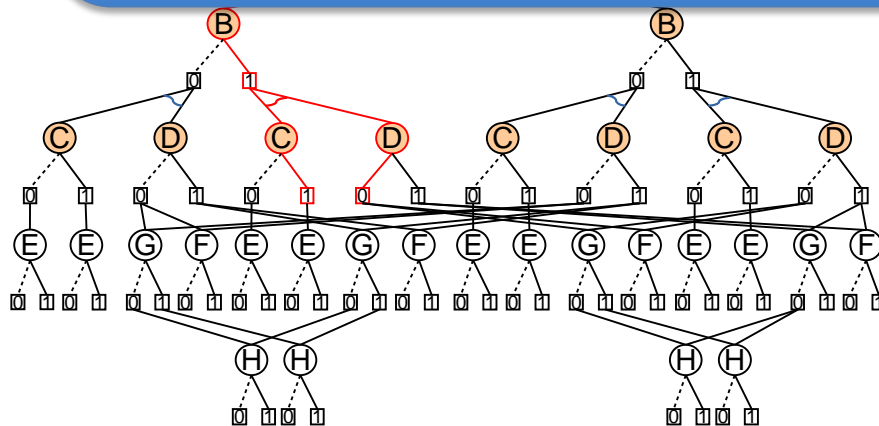 B B
0 1 0 1
C D C D C D C D
0 1 0 1 0 1 0 1 0 1 0 1 0 1 0 1
E E G F E E G F E E G F E E G F
0 1 0 1 0 1 0 1 0 1 0 1 0 1 0 1 0 1 0 1 0 1 0 1 0 1 0 1 0 1 0 1
H H H H
0 1 0 1 0 1 0 1